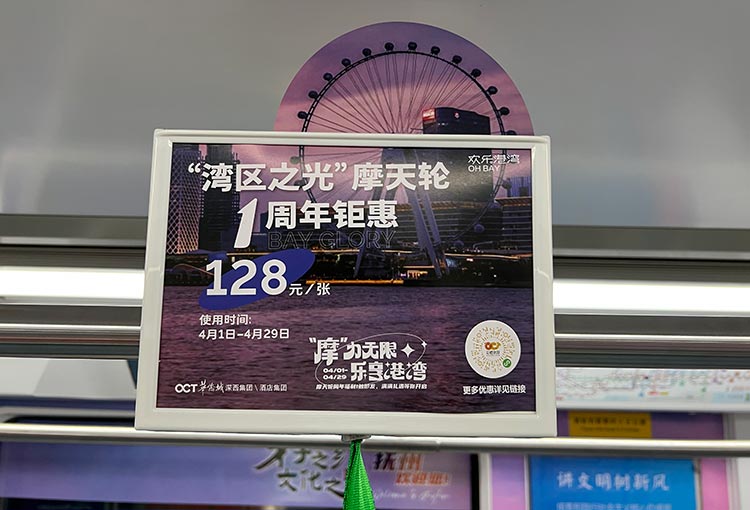 欢乐港湾
OH BAY
“湾区之光”摩天轮
1周年钜惠
BAY GLORY
128元/张
使用时间:
4月1日-4月29日
“摩”力无限
乐享港湾
04/01-
04/29
更多优惠详见链接
OCT 华侨城 深西集团\酒店集团
讲文明树新风